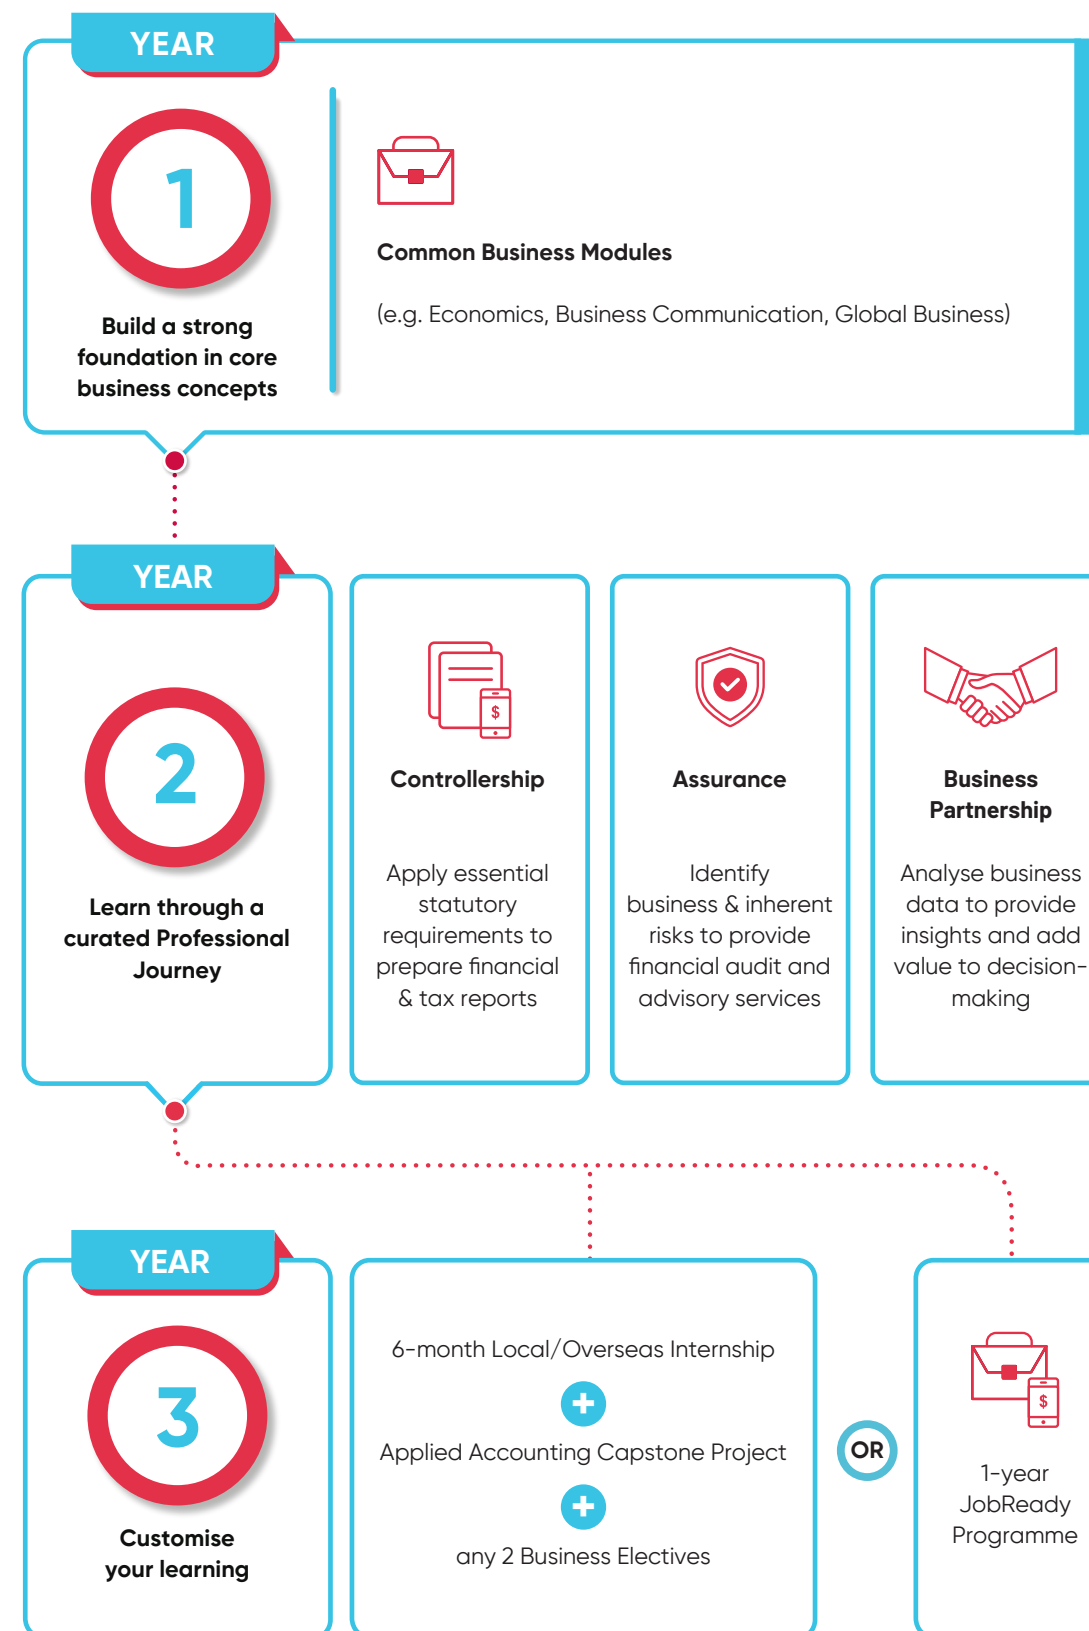 YEAR
1
Build a strong
foundation in core
business concepts
Common Business Modules
(e.g. Economics, Business Communication, Global Business)
YEAR
2
Learn through a
curated Professional
Journey
$
Controllership
Apply essential
statutory
requirements to
prepare financial
& tax reports
Assurance
Identify
business & inherent
risks to provide
financial audit and
advisory services
Business
Partnership
Analyse business
data to provide
insights and add
value to decision-
making
YEAR
3
Customise
your learning
6-month Local/Overseas Internship
+
Applied Accounting Capstone Project
+
any 2 Business Electives
OR
$
1-year
JobReady
Programme